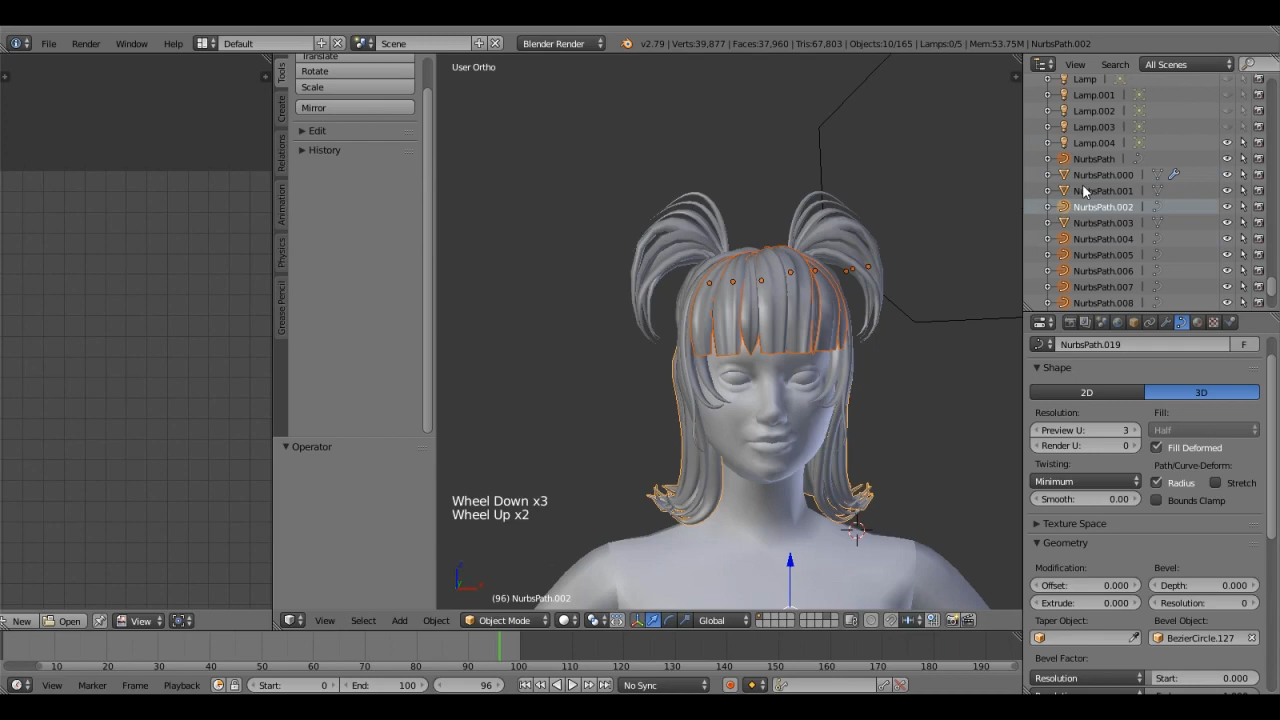 File Render Window Help Default Scene Blender Render v2.79 | Verts:39,877 | Faces:37,960 | Tris:67,803 | Objects:10/165 | Lamps:0/5 | Mem:53.75M | NurbsPath.002
Tools
Create
Relations
Animation
Physics
Grease Pencil
Translate
Rotate
Scale
Mirror
Edit
History
Operator
User Ortho
Wheel Down x3
Wheel Up x2
(96) NurbsPath.002
View Search All Scenes
Lamp
Lamp.001
Lamp.002
Lamp.003
Lamp.004
NurbsPath
NurbsPath.000
NurbsPath.001
NurbsPath.002
NurbsPath.003
NurbsPath.004
NurbsPath.005
NurbsPath.006
NurbsPath.007
NurbsPath.008
NurbsPath.019 F
Shape
2D 3D
Resolution: Fill:
Preview U: 3 Half
Render U: 0 Fill Deformed
Twisting: Path/Curve-Deform:
Minimum Radius Stretch
Smooth: 0.00 Bounds Clamp
Texture Space
Geometry
Modification: Bevel:
Offset: 0.000 Depth: 0.000
Extrude: 0.000 Resolution: 0
Taper Object: Bevel Object:
BezierCircle.127
Bevel Factor:
Resolution Start: 0.000
New Open View
View Select Add Object Object Mode Global
10 20 30 40 50 60 70 80 90 100 110 120 130 140 150 160 170 180 190
View Marker Frame Playback Start: 0 End: 100 96 No Sync